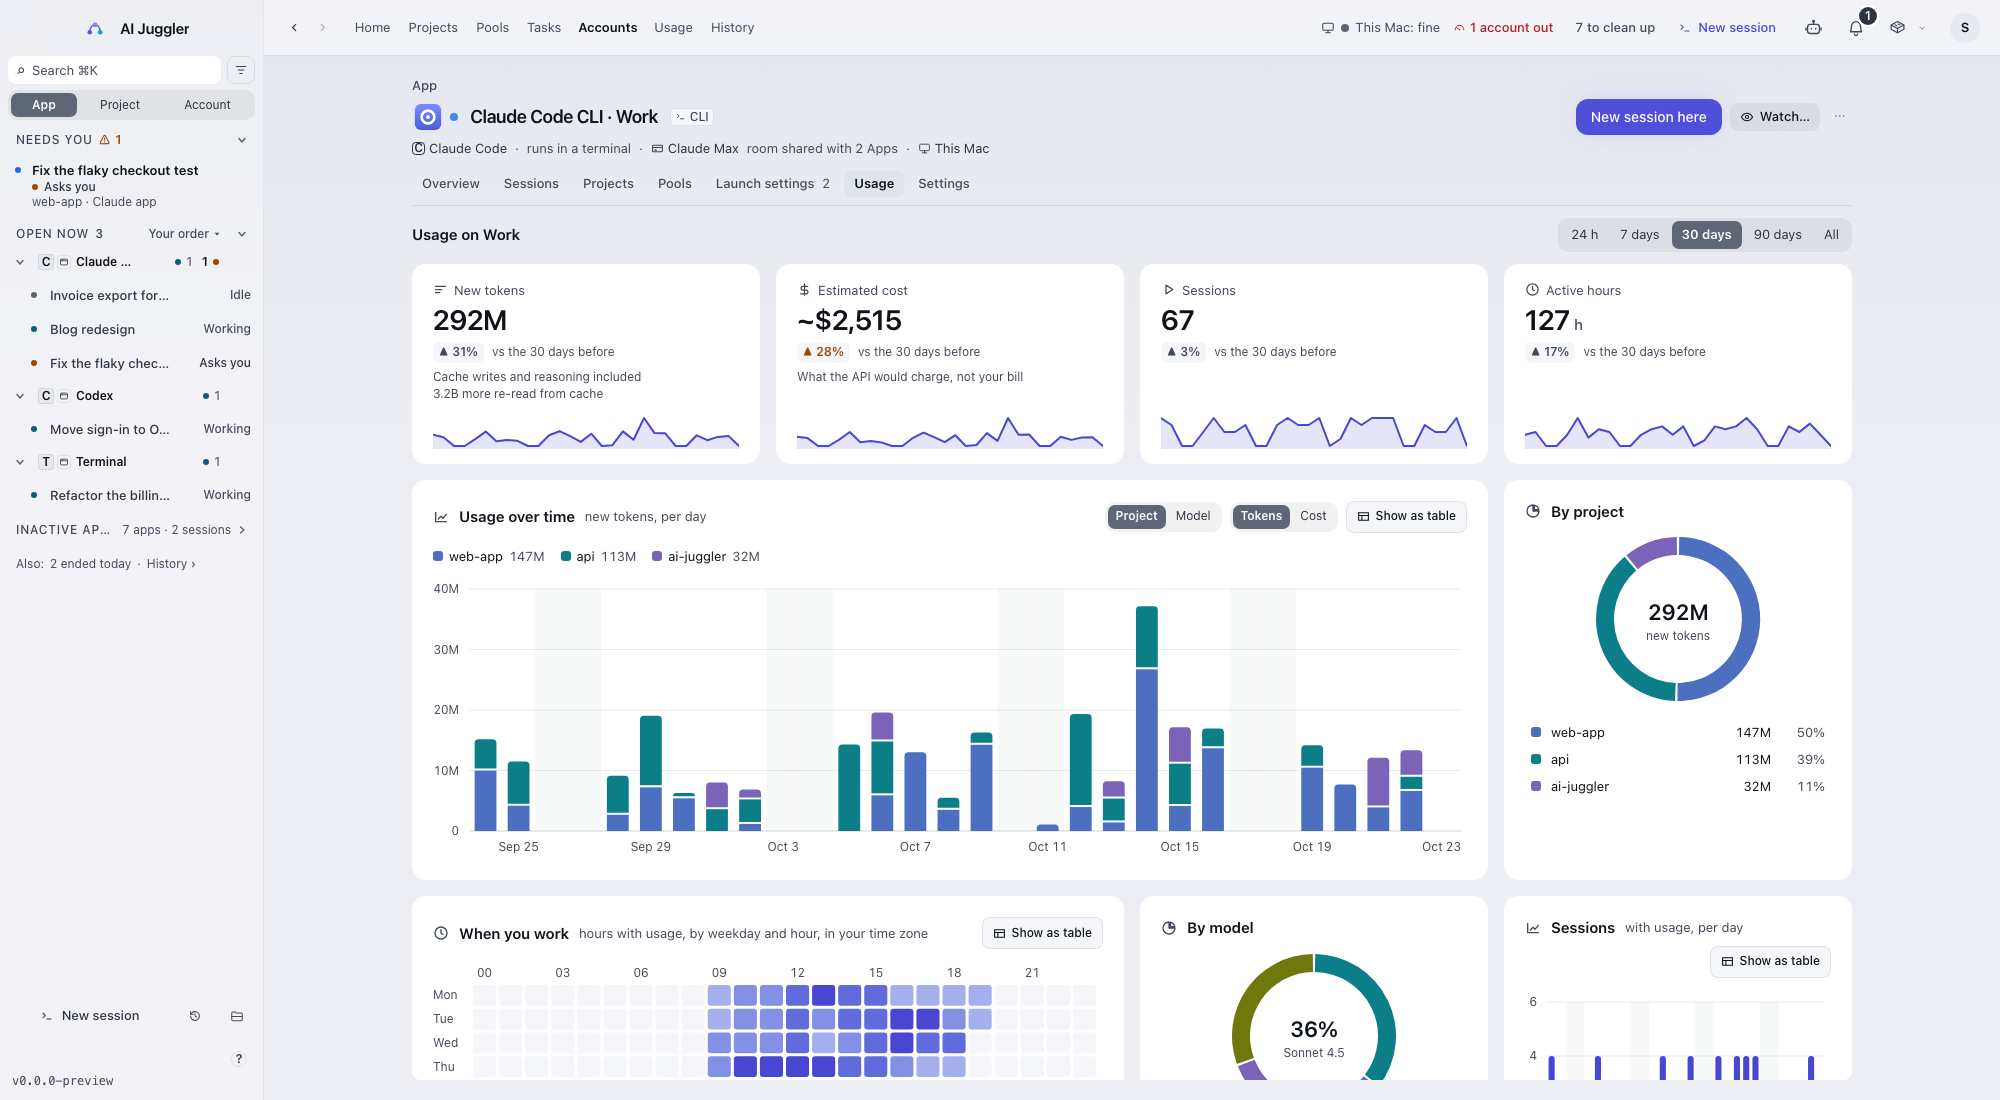 AI Juggler
Search ⌘K
App Project Account
NEEDS YOU 1
Fix the flaky checkout test
Asks you
web-app · Claude app
OPEN NOW 3 Your order
C Claude ... 1 1
Invoice export for... Idle
Blog redesign Working
Fix the flaky chec... Asks you
C Codex 1
Move sign-in to O... Working
T Terminal 1
Refactor the billin... Working
INACTIVE AP... 7 apps · 2 sessions
Also: 2 ended today · History ›
New session
?
v0.0.0-preview
Home Projects Pools Tasks Accounts Usage History
This Mac: fine 1 account out 7 to clean up New session 1 S
App
Claude Code CLI · Work CLI
New session here Watch... ...
C Claude Code · runs in a terminal · Claude Max room shared with 2 Apps · This Mac
Overview Sessions Projects Pools Launch settings 2 Usage Settings
Usage on Work
24 h 7 days 30 days 90 days All
New tokens
292M
▲ 31% vs the 30 days before
Cache writes and reasoning included
3.2B more re-read from cache
Estimated cost
~$2,515
▲ 28% vs the 30 days before
What the API would charge, not your bill
Sessions
67
▲ 3% vs the 30 days before
Active hours
127 h
▲ 17% vs the 30 days before
Usage over time new tokens, per day
Project Model Tokens Cost Show as table
web-app 147M api 113M ai-juggler 32M
40M
30M
20M
10M
0
Sep 25 Sep 29 Oct 3 Oct 7 Oct 11 Oct 15 Oct 19 Oct 23
By project
292M
new tokens
web-app 147M 50%
api 113M 39%
ai-juggler 32M 11%
When you work hours with usage, by weekday and hour, in your time zone
Show as table
00 03 06 09 12 15 18 21
Mon
Tue
Wed
Thu
By model
36%
Sonnet 4.5
Sessions with usage, per day
Show as table
6
4